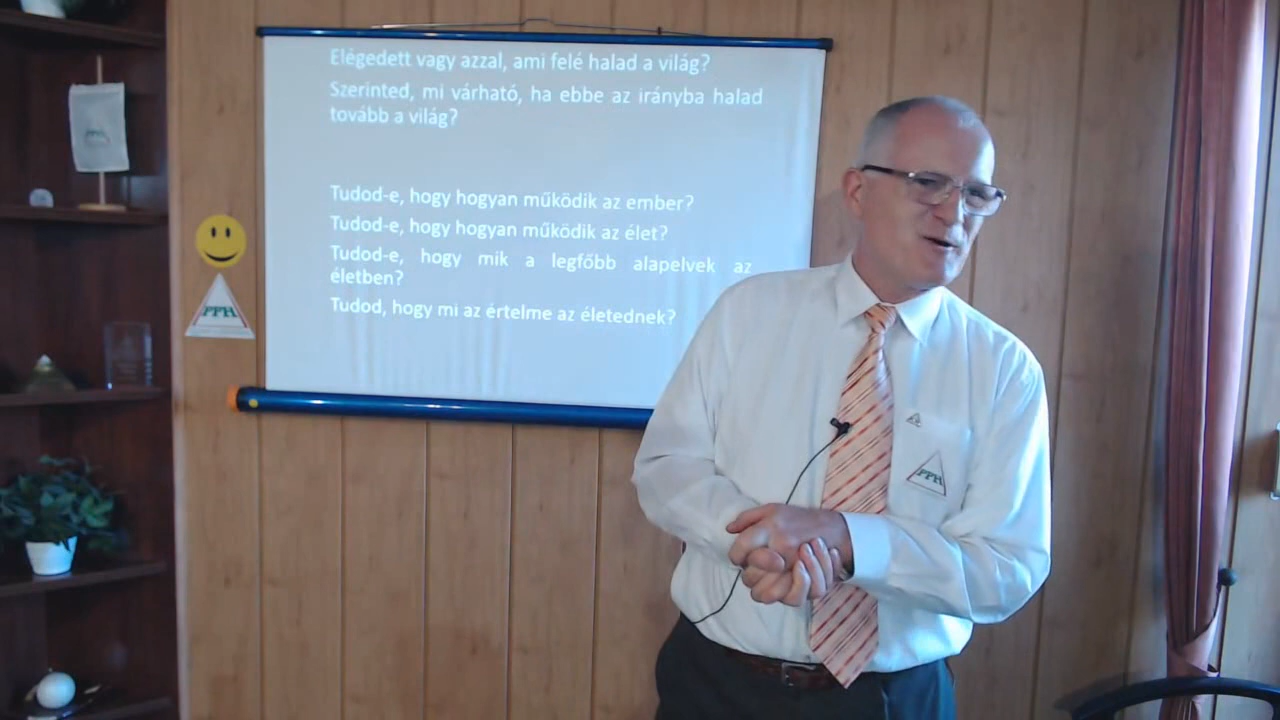 Elégedett vagy azzal, ami felé halad a világ?
Szerinted, mi várható, ha ebbe az irányba halad
tovább a világ?
Tudod-e, hogy hogyan működik az ember?
Tudod-e, hogy hogyan működik az élet?
Tudod-e, hogy mik a legfőbb alapelvek az
életben?
Tudod, hogy mi az értelme az életednek?
PPH
PPH
PPH